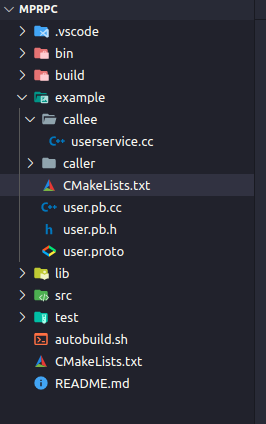 MPRPC
.vscode
bin
build
example
callee
userservice.cc
caller
CMakeLists.txt
user.pb.cc
user.pb.h
user.proto
lib
src
test
autobuild.sh
CMakeLists.txt
README.md